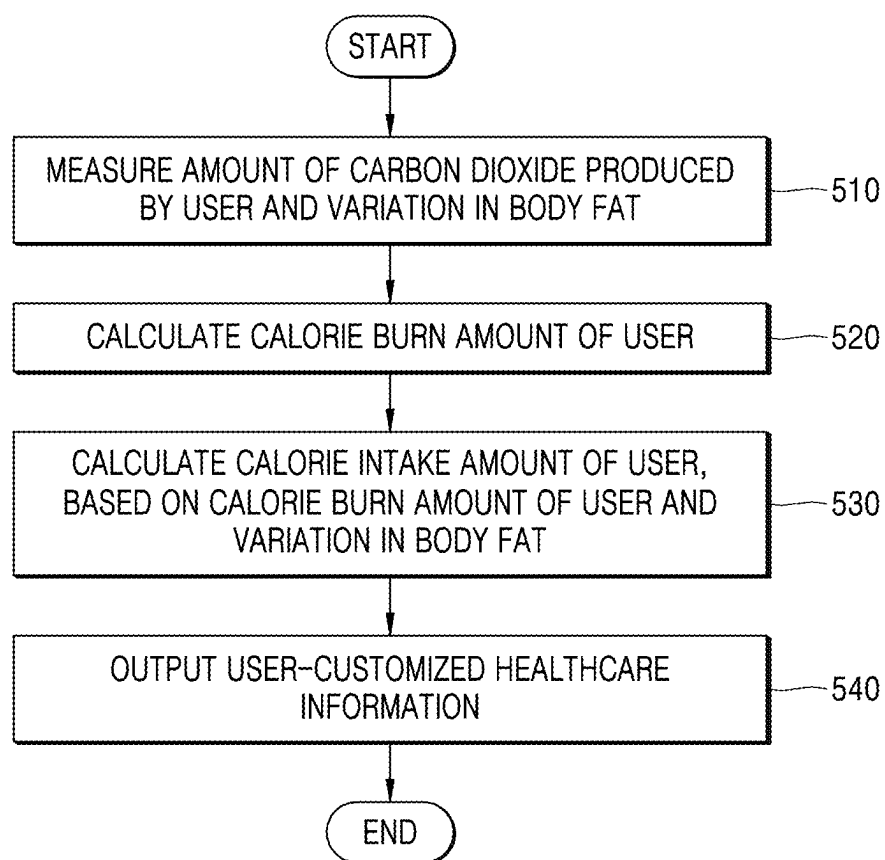 START
MEASURE AMOUNT OF CARBON DIOXIDE PRODUCED
BY USER AND VARIATION IN BODY FAT
510
CALCULATE CALORIE BURN AMOUNT OF USER
520
CALCULATE CALORIE INTAKE AMOUNT OF USER,
BASED ON CALORIE BURN AMOUNT OF USER AND
VARIATION IN BODY FAT
530
OUTPUT USER-CUSTOMIZED HEALTHCARE
INFORMATION
540
END